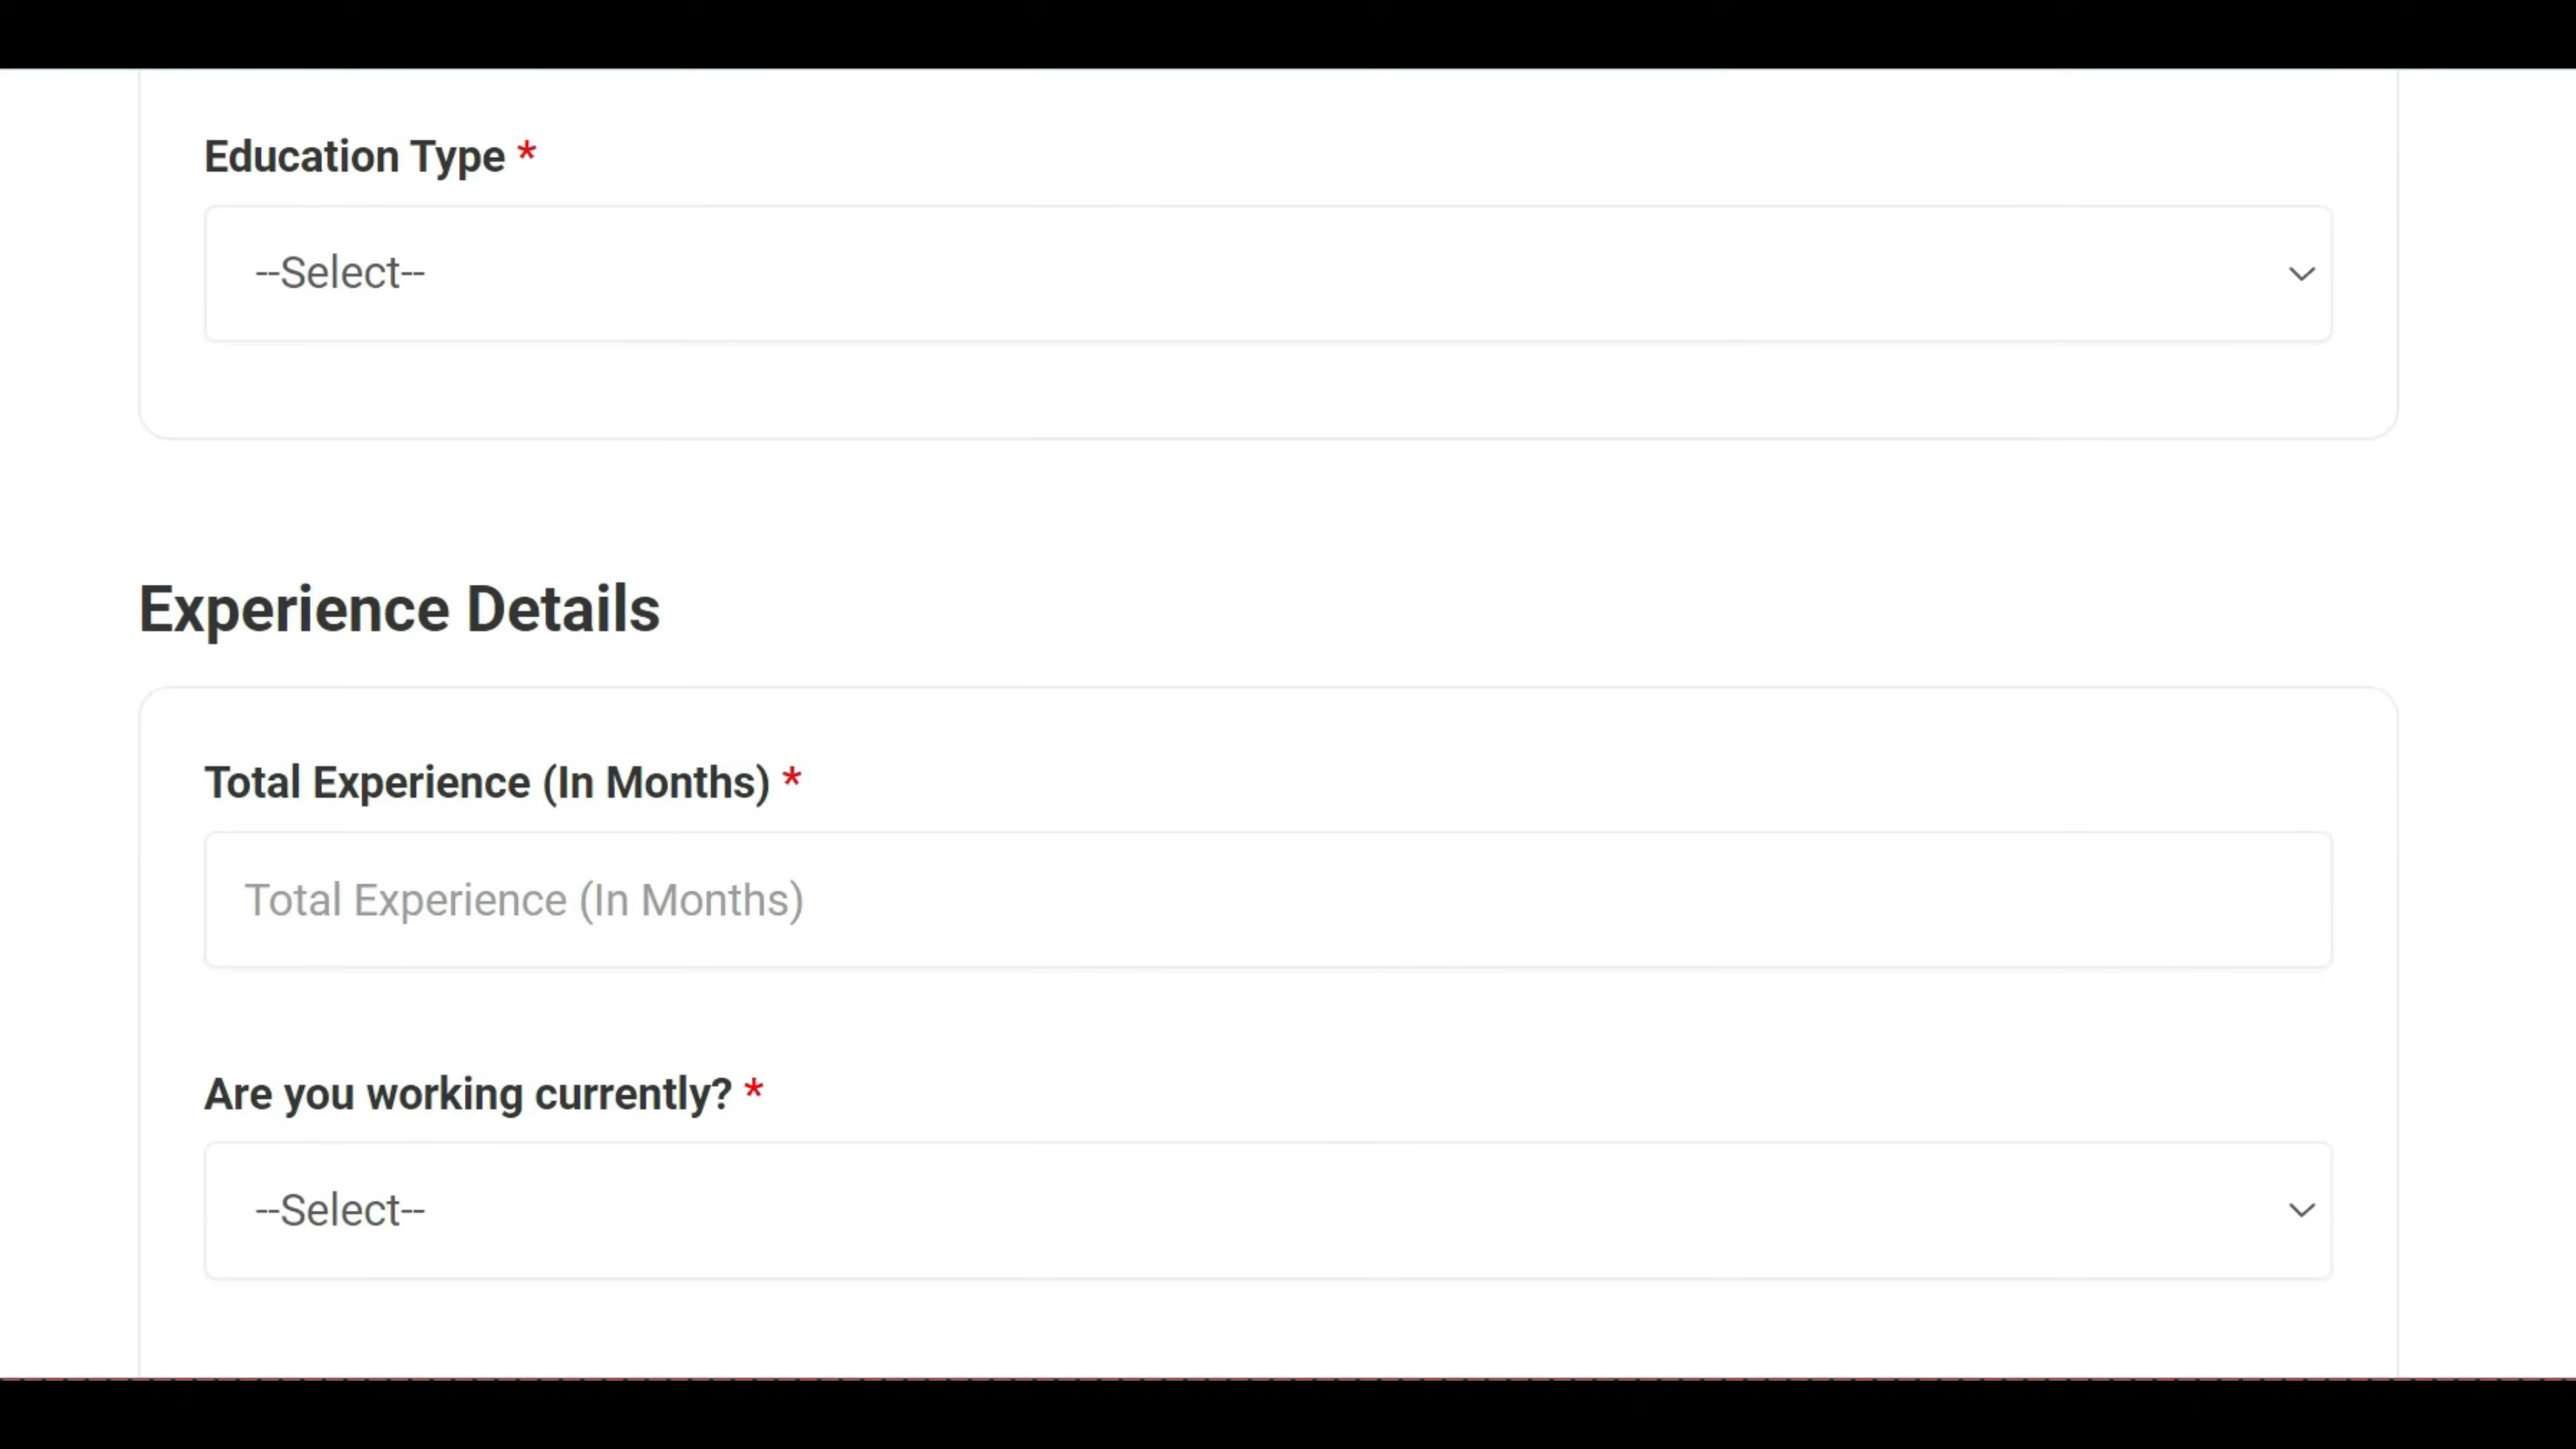 Education Type *
--Select--
Experience Details
Total Experience (In Months) *
Total Experience (In Months)
Are you working currently? *
--Select--